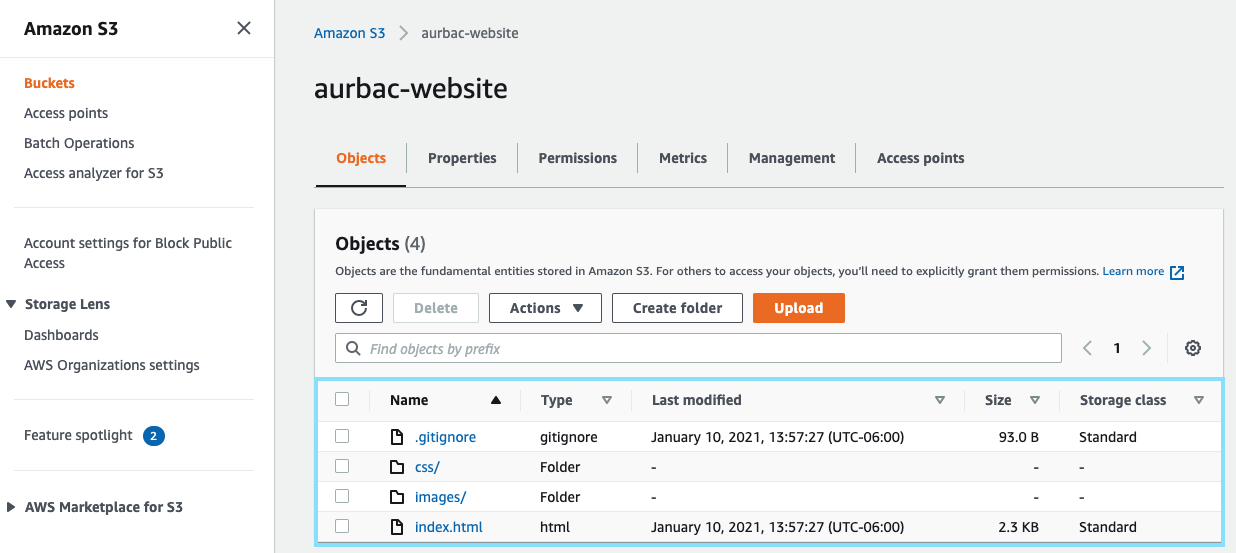 Amazon S3
Buckets
Access points
Batch Operations
Access analyzer for S3
Account settings for Block Public
Access
Storage Lens
Dashboards
AWS Organizations settings
Feature spotlight 2
AWS Marketplace for S3
Amazon S3 aurbac-website
aurbac-website
Objects Properties Permissions Metrics Management Access points
Objects (4)
Objects are the fundamental entities stored in Amazon S3. For others to access your objects, you'll need to explicitly grant them permissions. Learn more
Delete Actions Create folder Upload
Find objects by prefix 1
Name Type Last modified Size Storage class
.gitignore gitignore January 10, 2021, 13:57:27 (UTC-06:00) 93.0 B Standard
css/ Folder - - -
images/ Folder - - -
index.html html January 10, 2021, 13:57:27 (UTC-06:00) 2.3 KB Standard